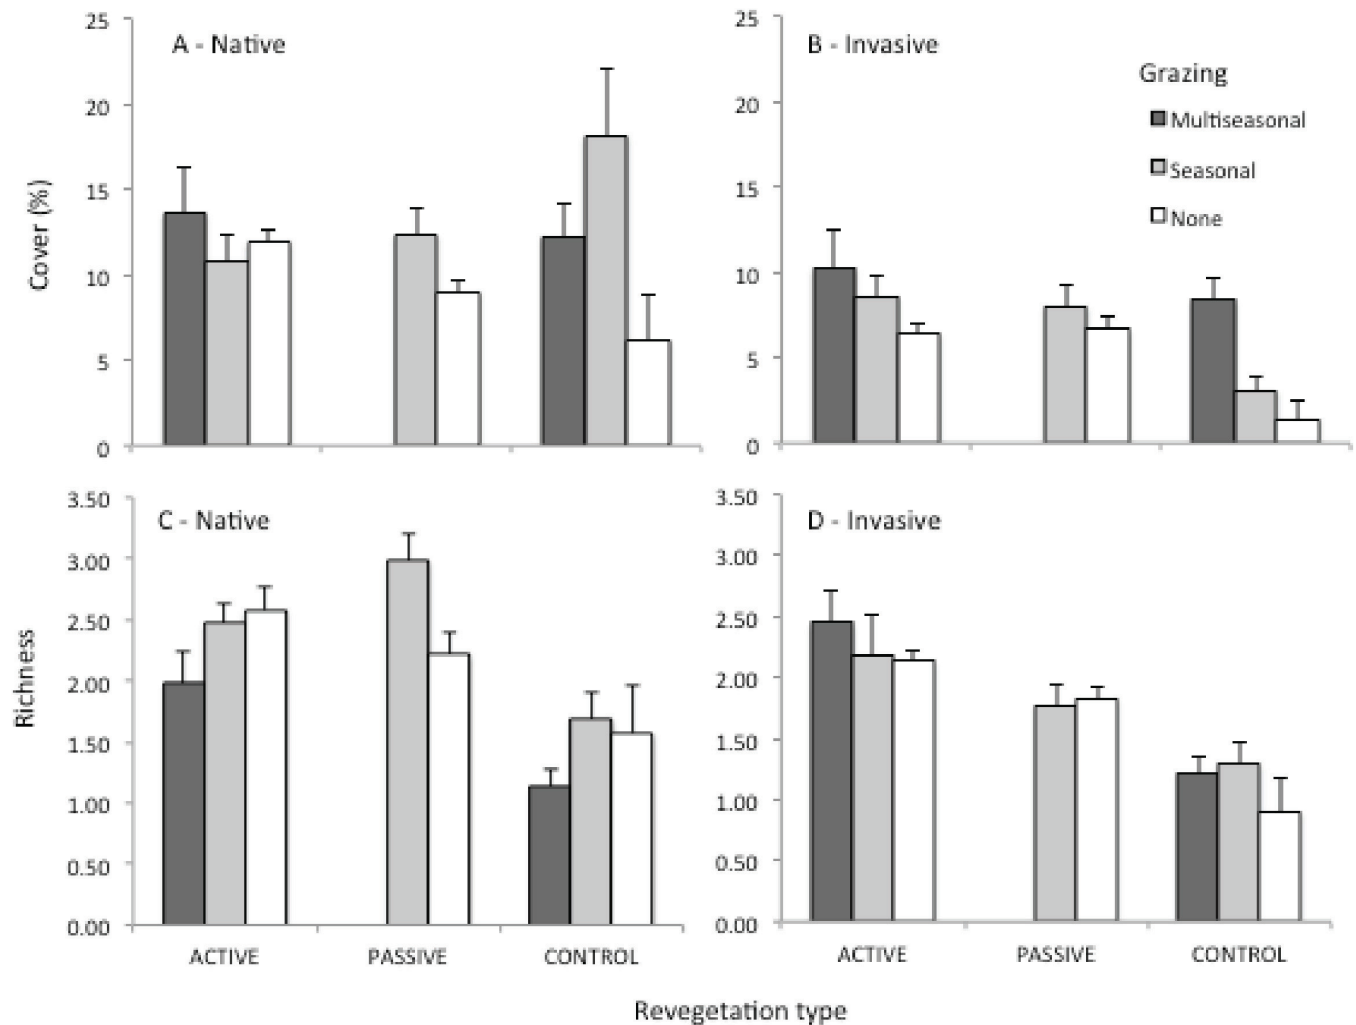 A - Native
B - Invasive
25
20
15
10
5
0
Cover (%)
25
20
15
10
5
0
Grazing
Multiseasonal
Seasonal
None
C - Native
D - Invasive
3.50
3.00
2.50
2.00
1.50
1.00
0.50
0.00
Richness
3.50
3.00
2.50
2.00
1.50
1.00
0.50
0.00
ACTIVE PASSIVE CONTROL
ACTIVE PASSIVE CONTROL
Revegetation type